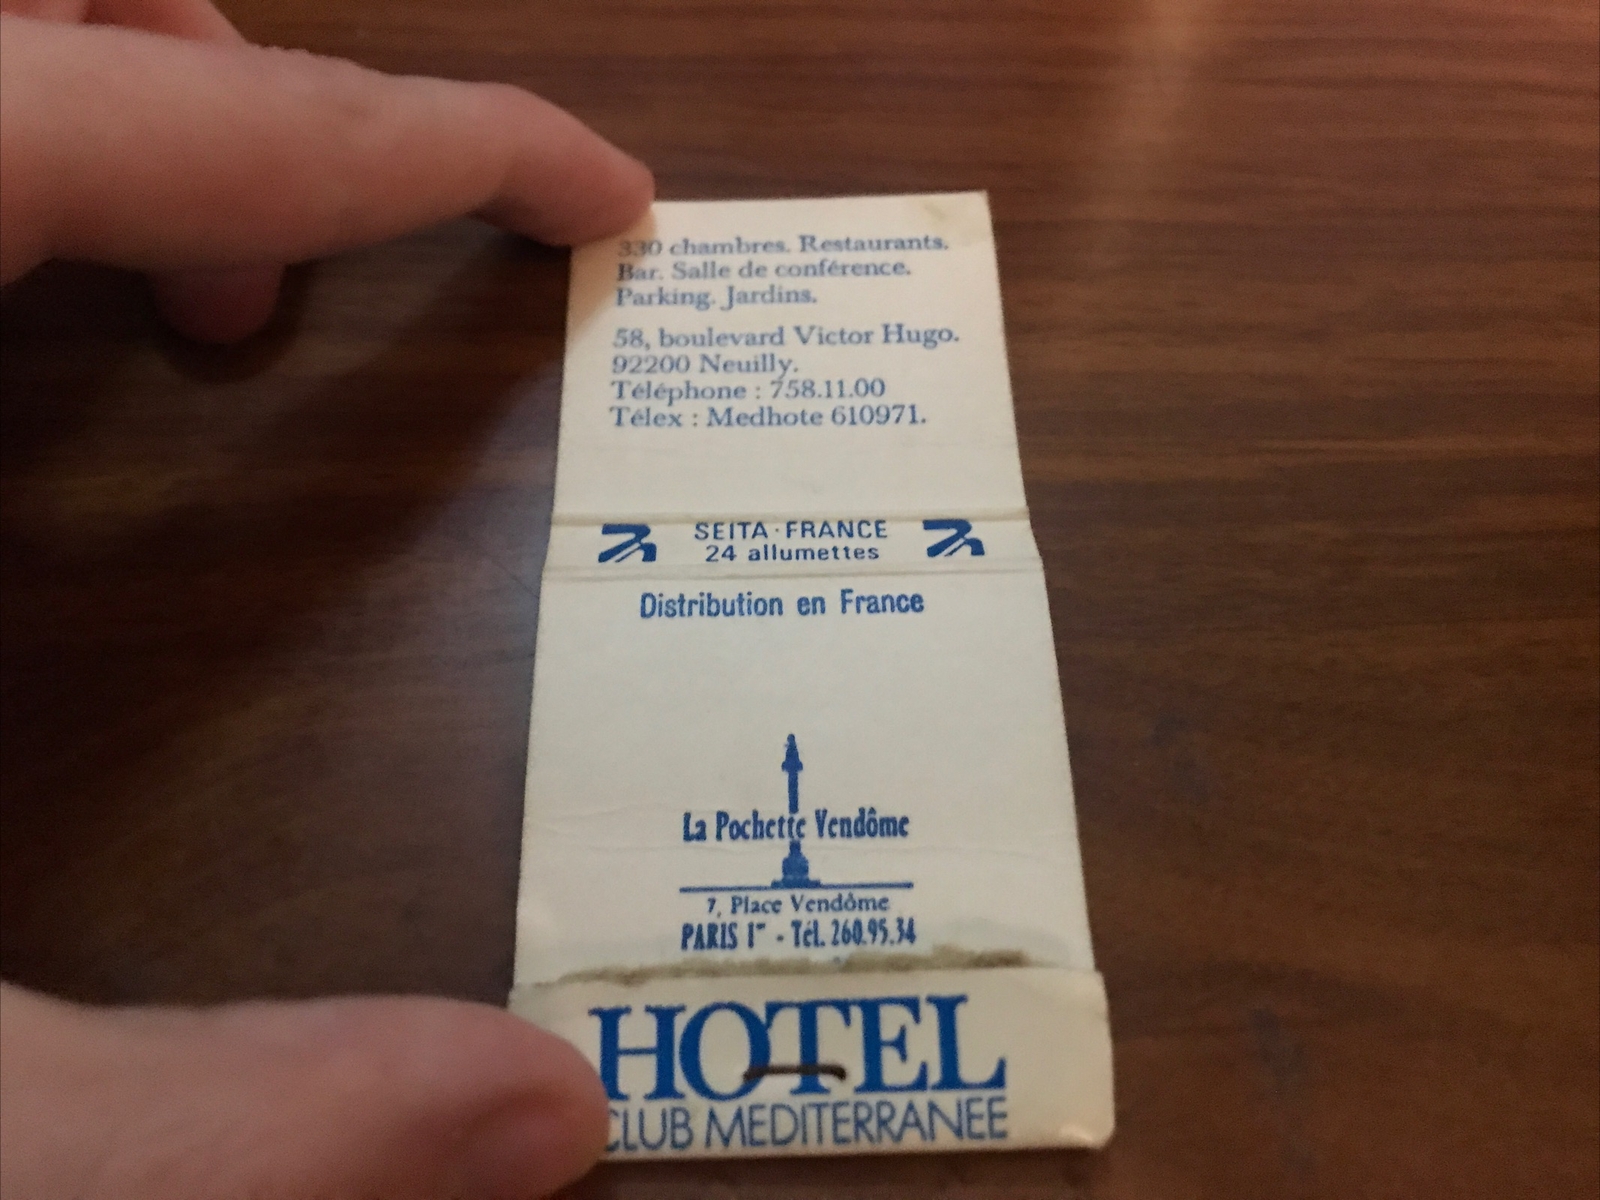 330 chambres. Restaurants.
Bar. Salle de conférence.
Parking. Jardins.
58, boulevard Victor Hugo.
92200 Neuilly.
Téléphone : 758.11.00
Télex : Medhote 610971.
SEITA·FRANCE
24 allumettes
Distribution en France
La Pochette Vendôme
7, Place Vendôme
PARIS 1er - Tél. 260.95.34
HOTEL
CLUB MEDITERRANEE